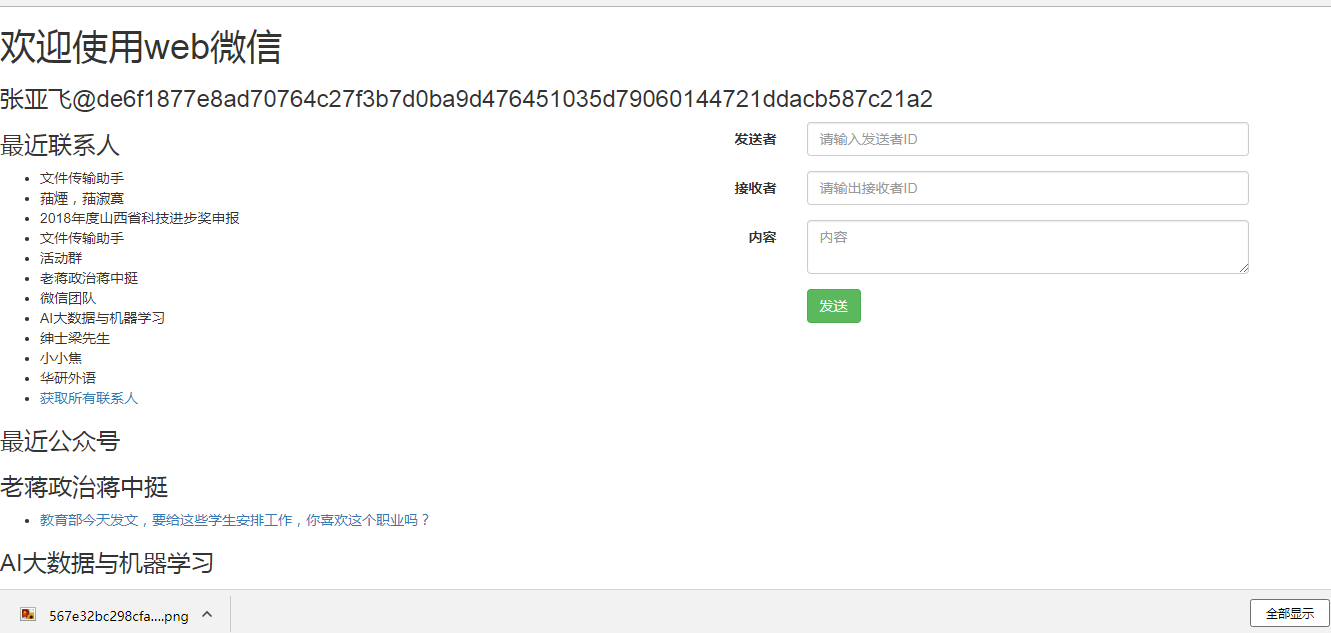 欢迎使用web微信
张亚飞@de6f1877e8ad70764c27f3b7d0ba9d476451035d79060144721ddacb587c21a2
最近联系人
文件传输助手
蒅煙，蒅漃寞
2018年度山西省科技进步奖申报
文件传输助手
活动群
老蒋政治蒋中挺
微信团队
AI大数据与机器学习
绅士梁先生
小小焦
华研外语
获取所有联系人
最近公众号
老蒋政治蒋中挺
教育部今天发文，要给这些学生安排工作，你喜欢这个职业吗？
AI大数据与机器学习
发送者
请输入发送者ID
接收者
请输出接收者ID
内容
内容
发送
567e32bc298cfa....png
全部显示